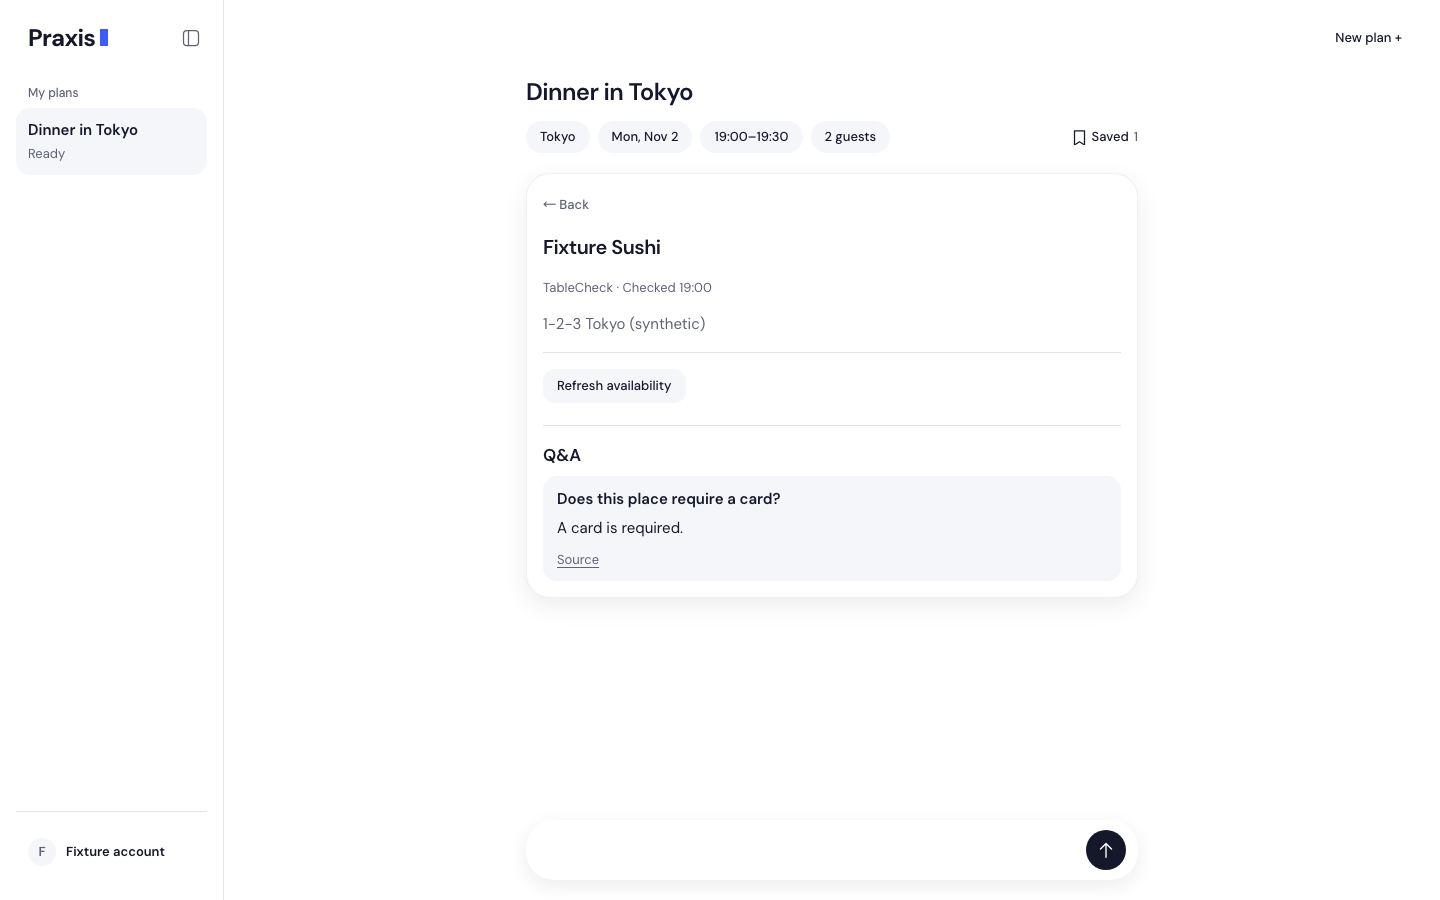 Praxis
My plans
Dinner in Tokyo
Ready
F
Fixture account
New plan +
Dinner in Tokyo
Tokyo
Mon, Nov 2
19:00–19:30
2 guests
Saved 1
← Back
Fixture Sushi
TableCheck · Checked 19:00
1-2-3 Tokyo (synthetic)
Refresh availability
Q&A
Does this place require a card?
A card is required.
Source